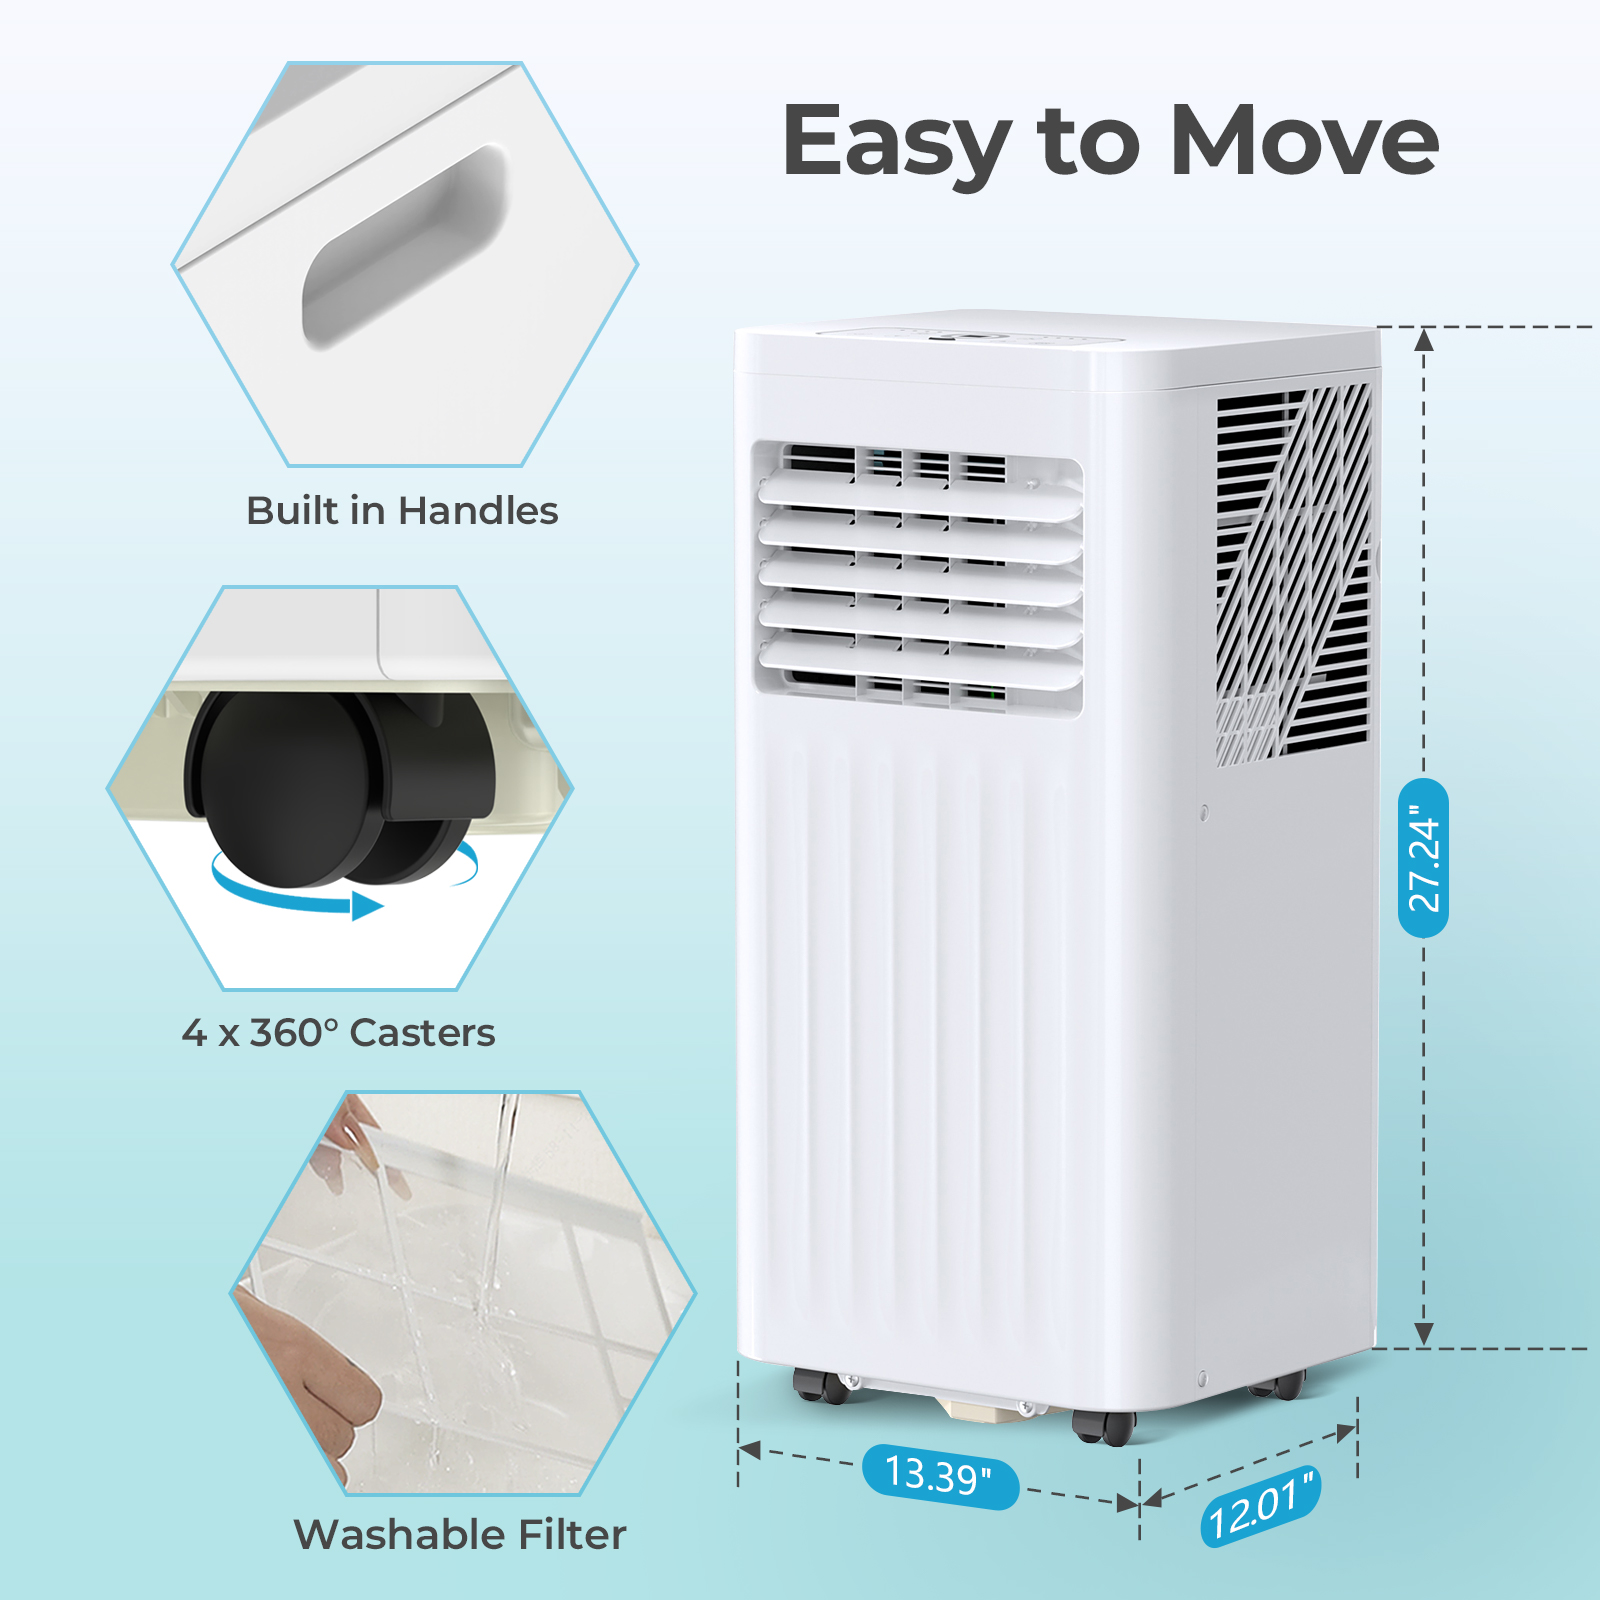 Easy to Move
Built in Handles
4 x 360° Casters
Washable Filter
27.24"
13.39"
12.01"